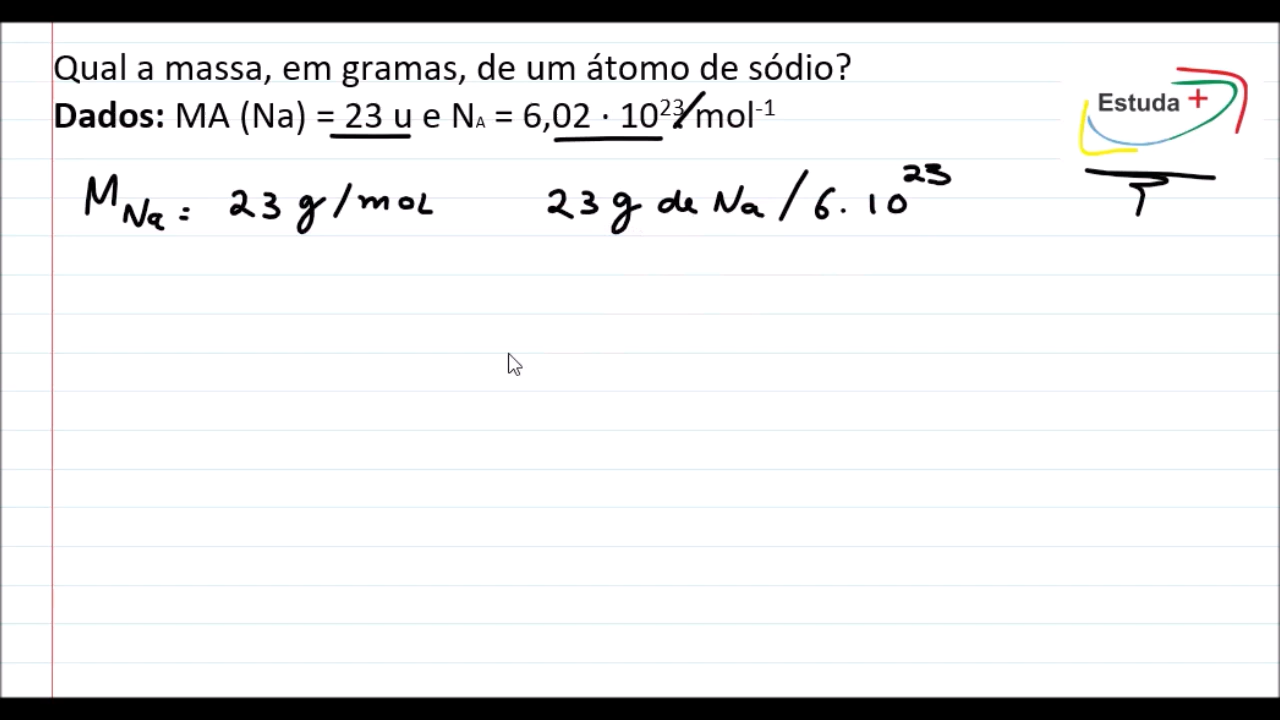 Qual a massa, em gramas, de um átomo de sódio?
Dados: MA (Na) = 23 u e NA = 6,02 · 10²³/mol⁻¹
Estuda +
M Na = 23 g/mol 23 g de Na / 6. 10²³